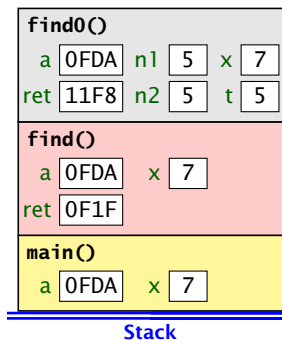 find0()
a 0FDA n1 5 x 7
ret 11F8 n2 5 t 5
find()
a 0FDA x 7
ret 0F1F
main()
a 0FDA x 7
Stack